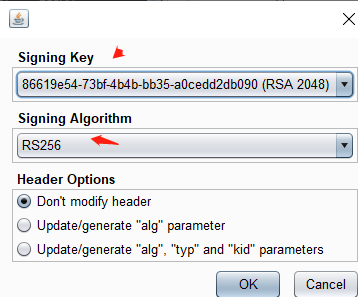 Signing Key
86619e54-73bf-4b4b-bb35-a0cedd2db090 (RSA 2048)
Signing Algorithm
RS256
Header Options
Don't modify header
Update/generate "alg" parameter
Update/generate "alg", "typ" and "kid" parameters
OK Cancel